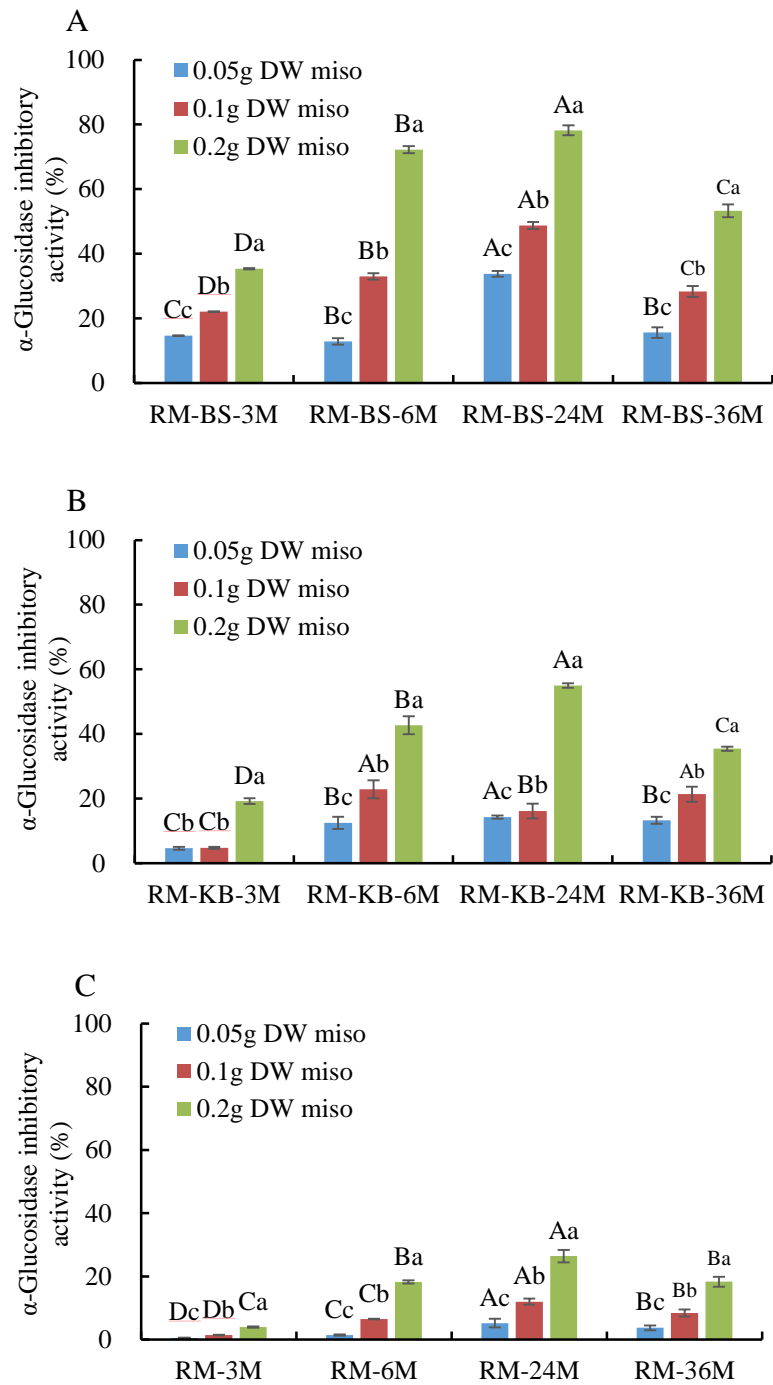 A
α-Glucosidase inhibitory
activity (%)
100
80
60
40
20
0
0.05g DW miso
0.1g DW miso
0.2g DW miso
Cc Db Da
Bc Bb Ba
Ac Ab Aa
Bc Cb Ca
RM-BS-3M RM-BS-6M RM-BS-24M RM-BS-36M
B
α-Glucosidase inhibitory
activity (%)
100
80
60
40
20
0
0.05g DW miso
0.1g DW miso
0.2g DW miso
Cb Cb Da
Bc Ab Ba
Ac Bb Aa
Bc Ab Ca
RM-KB-3M RM-KB-6M RM-KB-24M RM-KB-36M
C
α-Glucosidase inhibitory
activity (%)
100
80
60
40
20
0
0.05g DW miso
0.1g DW miso
0.2g DW miso
Dc Db Ca
Cc Cb Ba
Ac Ab Aa
Bc Bb Ba
RM-3M RM-6M RM-24M RM-36M